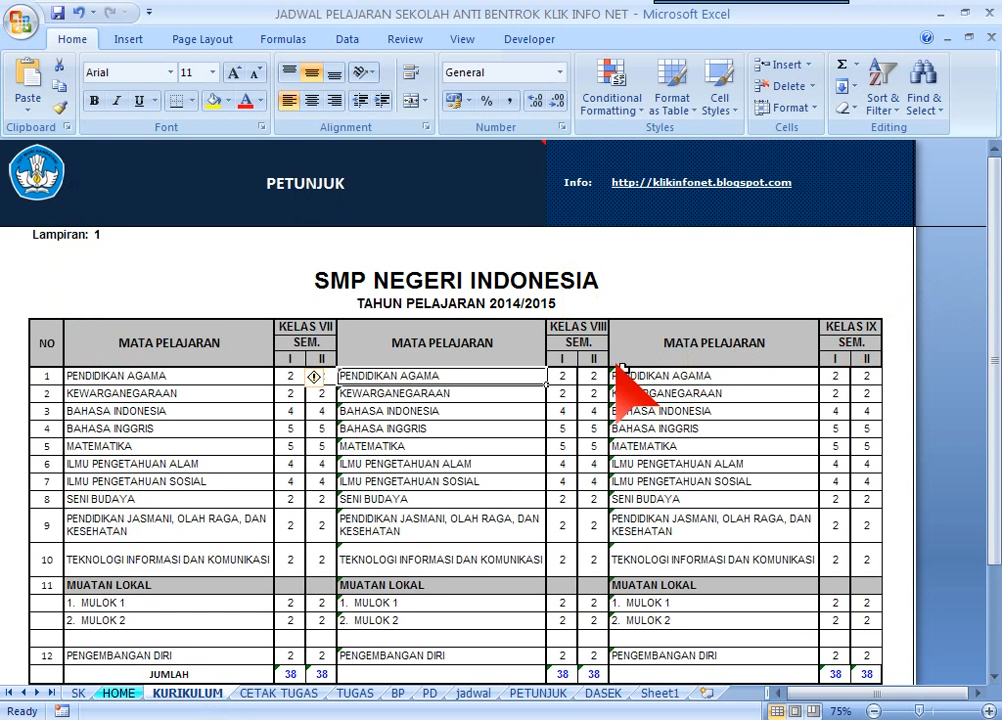 JADWAL PELAJARAN SEKOLAH ANTI BENTROK KLIK INFO NET - Microsoft Excel
Home Insert Page Layout Formulas Data Review View Developer
Arial 11 General Insert Σ
Paste Delete
B I U % , Conditional Formatting Format as Table Cell Styles Format Sort & Filter Find & Select
Clipboard Font Alignment Number Styles Cells Editing
PETUNJUK Info: http://klikinfonet.blogspot.com
Lampiran: 1
SMP NEGERI INDONESIA
TAHUN PELAJARAN 2014/2015
NO MATA PELAJARAN KELAS VII MATA PELAJARAN KELAS VIII MATA PELAJARAN KELAS IX
SEM. SEM. SEM.
I II I II I II
1 PENDIDIKAN AGAMA 2 PENDIDIKAN AGAMA 2 2 PENDIDIKAN AGAMA 2 2
2 KEWARGANEGARAAN 2 2 KEWARGANEGARAAN 2 2 KEWARGANEGARAAN 2 2
3 BAHASA INDONESIA 4 4 BAHASA INDONESIA 4 4 BAHASA INDONESIA 4 4
4 BAHASA INGGRIS 5 5 BAHASA INGGRIS 5 5 BAHASA INGGRIS 5 5
5 MATEMATIKA 5 5 MATEMATIKA 5 5 MATEMATIKA 5 5
6 ILMU PENGETAHUAN ALAM 4 4 ILMU PENGETAHUAN ALAM 4 4 ILMU PENGETAHUAN ALAM 4 4
7 ILMU PENGETAHUAN SOSIAL 4 4 ILMU PENGETAHUAN SOSIAL 4 4 ILMU PENGETAHUAN SOSIAL 4 4
8 SENI BUDAYA 2 2 SENI BUDAYA 2 2 SENI BUDAYA 2 2
9 PENDIDIKAN JASMANI, OLAH RAGA, DAN KESEHATAN 2 2 PENDIDIKAN JASMANI, OLAH RAGA, DAN KESEHATAN 2 2 PENDIDIKAN JASMANI, OLAH RAGA, DAN KESEHATAN 2 2
10 TEKNOLOGI INFORMASI DAN KOMUNIKASI 2 2 TEKNOLOGI INFORMASI DAN KOMUNIKASI 2 2 TEKNOLOGI INFORMASI DAN KOMUNIKASI 2 2
11 MUATAN LOKAL MUATAN LOKAL MUATAN LOKAL
1. MULOK 1 2 2 1. MULOK 1 2 2 1. MULOK 1 2 2
2. MULOK 2 2 2 2. MULOK 2 2 2 2. MULOK 2 2 2
12 PENGEMBANGAN DIRI 2 2 PENGEMBANGAN DIRI 2 2 PENGEMBANGAN DIRI 2 2
JUMLAH 38 38 38 38 38 38
SK HOME KURIKULUM CETAK TUGAS TUGAS BP PD jadwal PETUNJUK DASEK Sheet1
Ready 75%